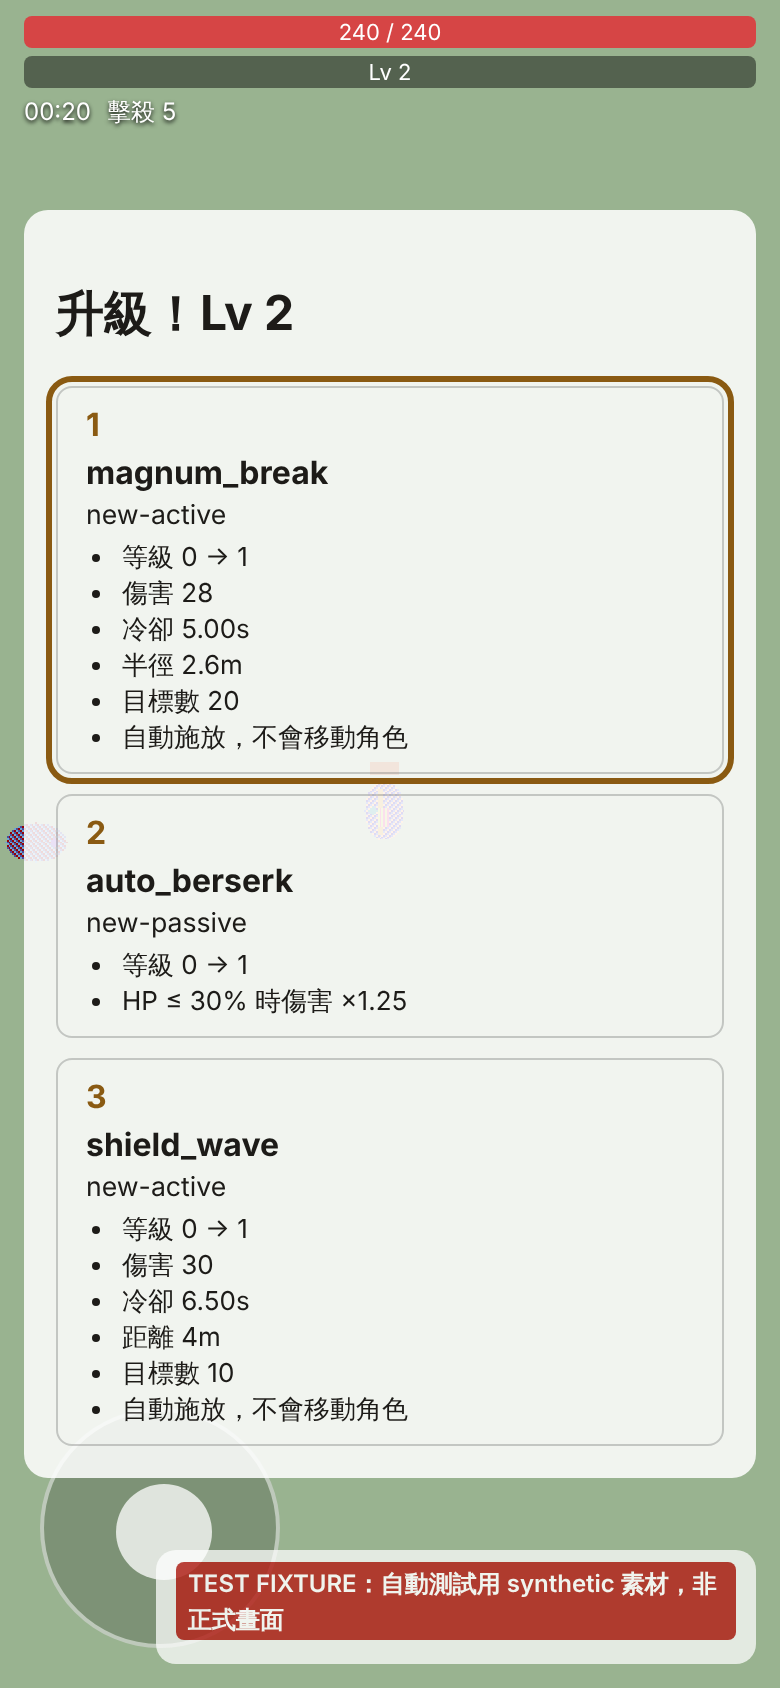 240 / 240
Lv 2
00:20 擊殺 5
升級！Lv 2
1
magnum_break
new-active
• 等級 0 → 1
• 傷害 28
• 冷卻 5.00s
• 半徑 2.6m
• 目標數 20
• 自動施放，不會移動角色
2
auto_berserk
new-passive
• 等級 0 → 1
• HP ≤ 30% 時傷害 ×1.25
3
shield_wave
new-active
• 等級 0 → 1
• 傷害 30
• 冷卻 6.50s
• 距離 4m
• 目標數 10
• 自動施放，不會移動角色
TEST FIXTURE：自動測試用 synthetic 素材，非
正式畫面